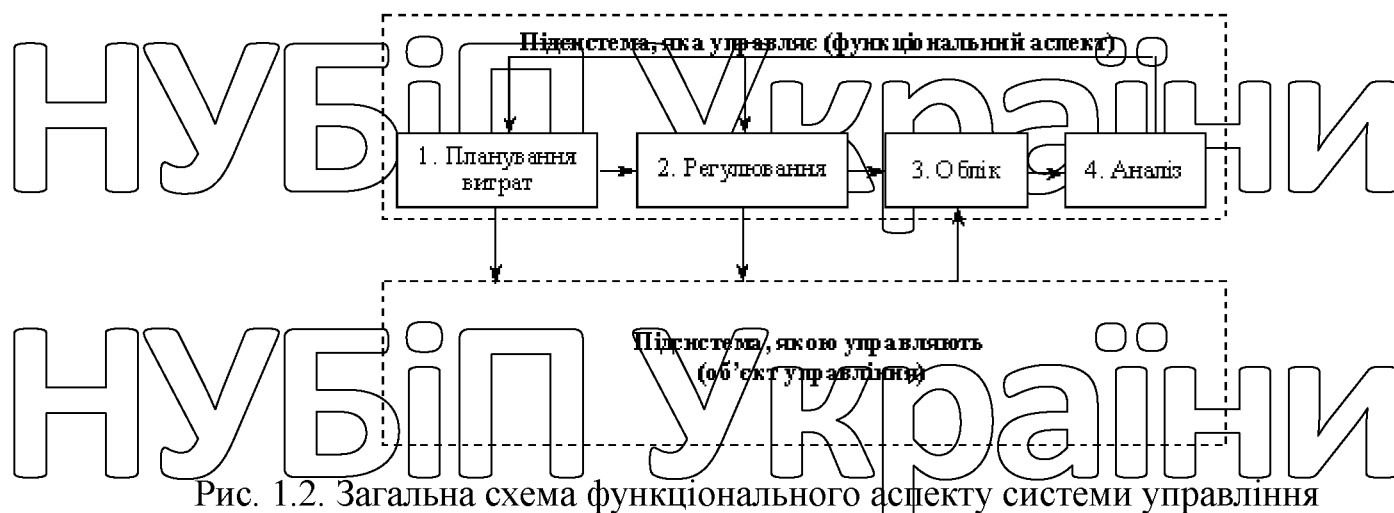 НУБіП України
Підсистема, яка управляє (функціональний аспект)
1. Планування
витрат
2. Регулювання
3. Облік
4. Аналіз
НУБіП України
Підсистема, якою управляють
(об’єкт управління)
Рис. 1.2. Загальна схема функціонального аспекту системи управління